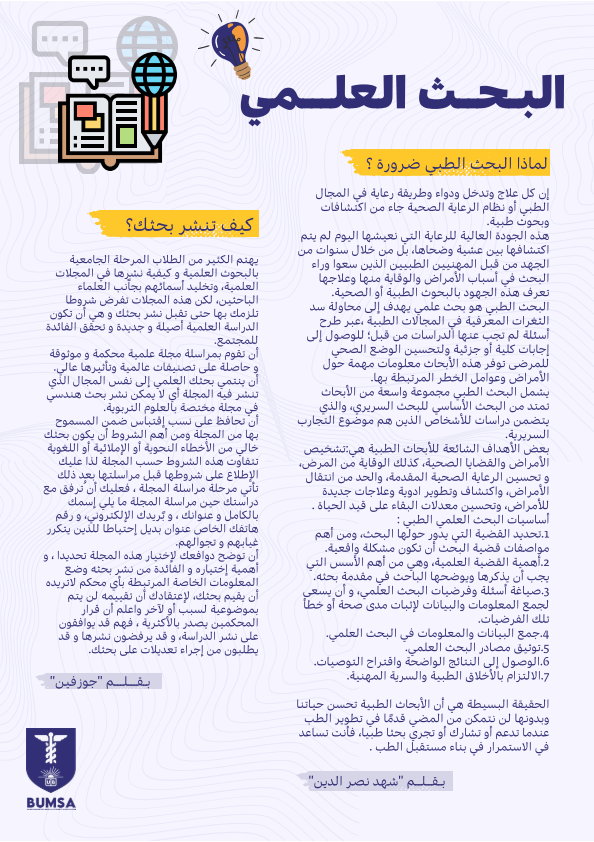 البـحــث العلــمي
لماذا البحث الطبي ضرورة ؟
إن كل علاج وتدخل ودواء وطريقة رعاية في المجال
الطبي أو نظام الرعاية الصحية جاء من اكتشافات
وبحوث طبية.
هذه الجودة العالية للرعاية التي نعيشها اليوم لم يتم
اكتشافها بين عشية وضحاها، بل من خلال سنوات من
الجهد من قبل المهنيين الطبيين الذين سعوا وراء
البحث في أسباب الأمراض والوقاية منها وعلاجها
تعرف هذه الجهود بالبحوث الطبية أو الصحية.
البحث الطبي هو بحث علمي يهدف إلى محاولة سد
الثغرات المعرفية في المجالات الطبية ،عبر طرح
أسئلة لم تجب عنها الدراسات من قبل؛ للوصول إلى
إجابات كلية أو جزئية ولتحسين الوضع الصحي
للمرضى توفر هذه الأبحاث معلومات مهمة حول
الأمراض وعوامل الخطر المرتبطة بها.
يشمل البحث الطبي مجموعة واسعة من الأبحاث
تمتد من البحث الأساسي للبحث السريري، والذي
يتضمن دراسات للأشخاص الذين هم موضوع التجارب
السريرية.
بعض الأهداف الشائعة للأبحاث الطبية هي:تشخيص
الأمراض والقضايا الصحية، كذلك الوقاية من المرض،
و تحسين الرعاية الصحية المقدمة، والحد من انتقال
الأمراض، واكتشاف وتطوير ادوية وعلاجات جديدة
للأمراض، وتحسين معدلات البقاء على قيد الحياة .
أساسيات البحث العلمي الطبي :
1.تحديد القضية التي يدور حولها البحث، ومن أهم
مواصفات قضية البحث أن تكون مشكلة واقعية.
2.أهمية القضية العلمية، وهي من أهم الأسس التي
يجب أن يذكرها ويوضحها الباحث في مقدمة بحثه.
3.صياغة أسئلة وفرضيات البحث العلمي، و أن يسعى
لجمع المعلومات والبيانات لإثبات مدى صحة أو خطأ
تلك الفرضيات.
4.جمع البيانات والمعلومات في البحث العلمي.
5.توثيق مصادر البحث العلمي.
6.الوصول إلى النتائج الواضحة واقتراح التوصيات.
7.الالتزام بالأخلاق الطبية والسرية المهنية.
الحقيقة البسيطة هي أن الأبحاث الطبية تحسن حياتنا
وبدونها لن نتمكن من المضي قدمًا في تطوير الطب
عندما تدعم أو تشارك أو تجري بحثا طبيا، فأنت تساعد
في الاستمرار في بناء مستقبل الطب .
بـقــلــم "شهد نصر الدين"
كيف تنشر بحثك؟
يهتم الكثير من الطلاب المرحلة الجامعية
بالبحوث العلمية و كيفية نشرها في المجلات
العلمية، وتخليد أسمائهم بجانب العلماء
الباحثين، لكن هذه المجلات تفرض شروطا
تلزمك بها حتى تقبل نشر بحثك و هي أن تكون
الدراسة العلمية أصيلة و جديدة و تحقق الفائدة
للمجتمع.
أن تقوم بمراسلة مجلة علمية محكمة و موثوقة
و حاصلة على تصنيفات عالمية وتأثيرها عالي.
أن ينتمي بحثك العلمي إلى نفس المجال الذي
تنشر فيه المجلة أي لا يمكن نشر بحث هندسي
في مجلة مختصة بالعلوم التربوية.
أن تحافظ على نسب إقتباس ضمن المسموح
بها من المجلة ومن أهم الشروط أن يكون بحثك
خالي من الأخطاء النحوية أو الإملائية أو اللغوية
تتفاوت هذه الشروط حسب المجلة لذا عليك
الإطلاع على شروطها قبل مراسلتها بعد ذلك
تأتي مرحلة مراسلة المجلة ، فعليك أن ترفق مع
دراستك حين مراسلة المجلة ما يلي إسمك
بالكامل و عنوانك ، و بُريدك الإلكتروني، و رقم
هاتفك الخاص عنوان بديل إحتياطا للذين يتكرر
غيابهم و تجوالهم.
أن توضح دوافعك لإختيار هذه المجلة تحديدا ، و
أهمية إختياره و الفائدة من نشر بحثه وضع
المعلومات الخاصة المرتبطة بأي محكم لاتريده
أن يقيم بحثك، لإعتقادك أن تقييمه لن يتم
بموضوعية لسبب أو لآخر واعلم أن قرار
المحكمين يصدر بالأكثرية ، فهم قد يوافقون
على نشر الدراسة، و قد يرفضون نشرها و قد
يطلبون من إجراء تعديلات على بحثك.
بـقــلــم "جوزفين"
BUMSA